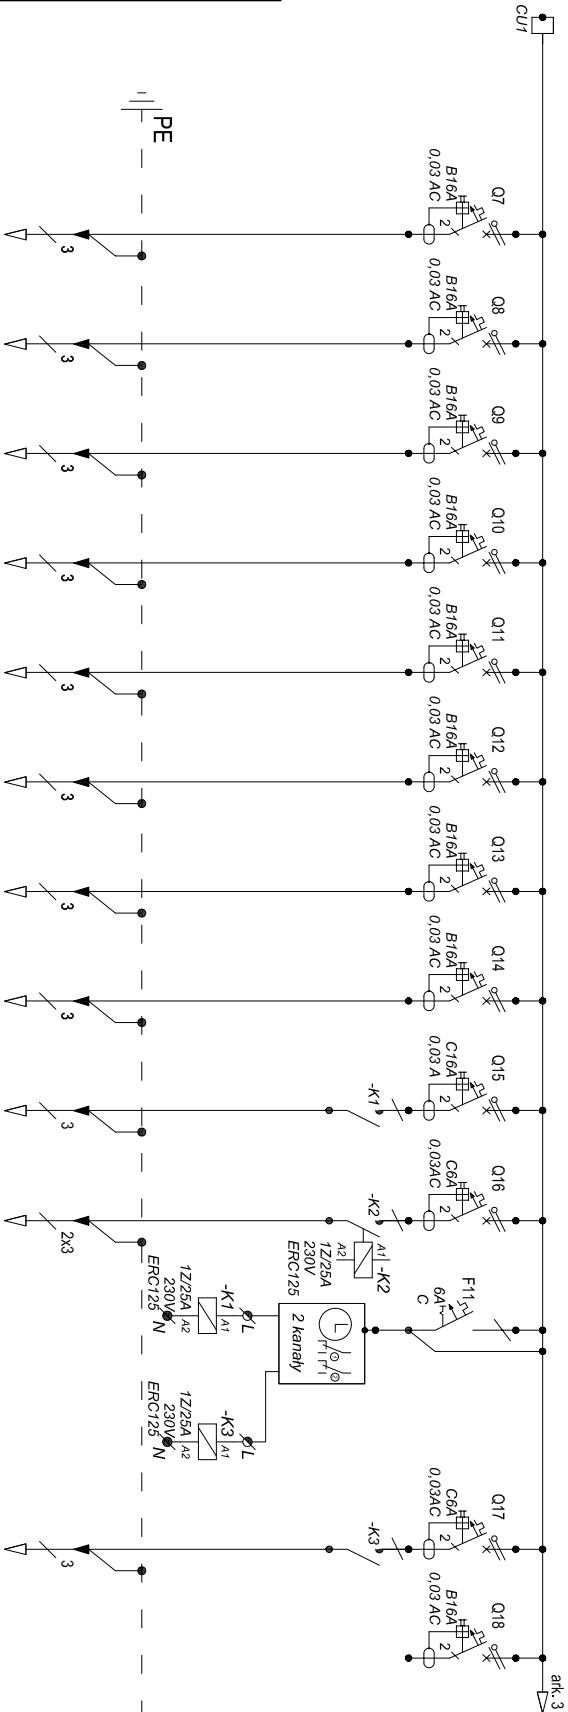 CU1
PE
Q7
B16A
0,03 AC
2
3
Q8
B16A
0,03 AC
2
3
Q9
B16A
0,03 AC
2
3
Q10
B16A
0,03 AC
2
3
Q11
B16A
0,03 AC
2
3
Q12
B16A
0,03 AC
2
3
Q13
B16A
0,03 AC
2
3
Q14
B16A
0,03 AC
2
3
Q15
C16A
0,03 A
2
-K1
3
Q16
C6A
0,03AC
2
-K2
2x3
-K2
A1
A2
1Z/25A
230V
ERC125
F11
6A
C
L
1
2
2 kanały
L
-K1
A1
A2
1Z/25A
230V
ERC125
N
L
-K3
A1
A2
1Z/25A
230V
ERC125
N
Q17
C6A
0,03AC
2
-K3
3
Q18
B16A
0,03 AC
2
ark. 3